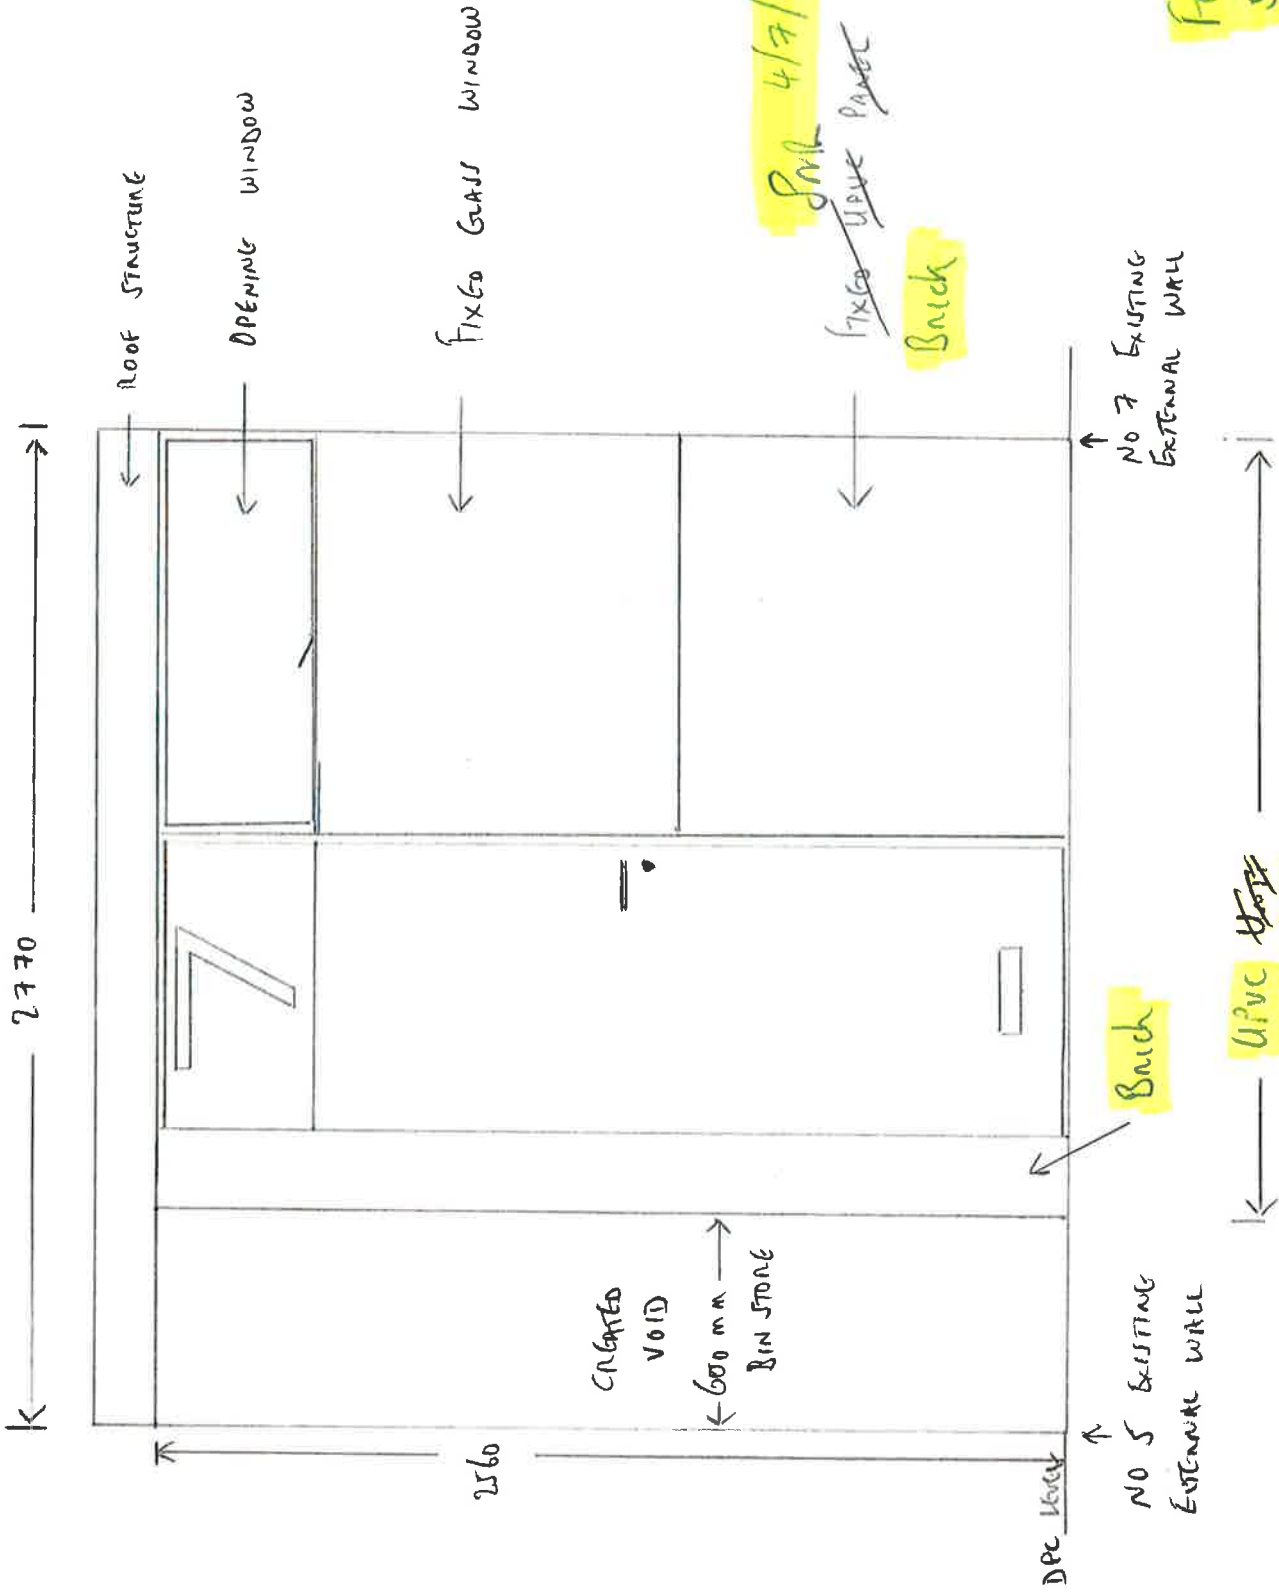 2770
ROOF STRUCTURE
OPENING WINDOW
FIXED GLASS WINDOW
4/7/
FIXED UPVC PANEL
Brick
7
CREATED
VOID
600 mm
BIN STORE
2560
DPC LEVEL
NO 5 EXISTING
EXTERNAL WALL
Brick
NO 7 EXISTING
EXTERNAL WALL
UPVC